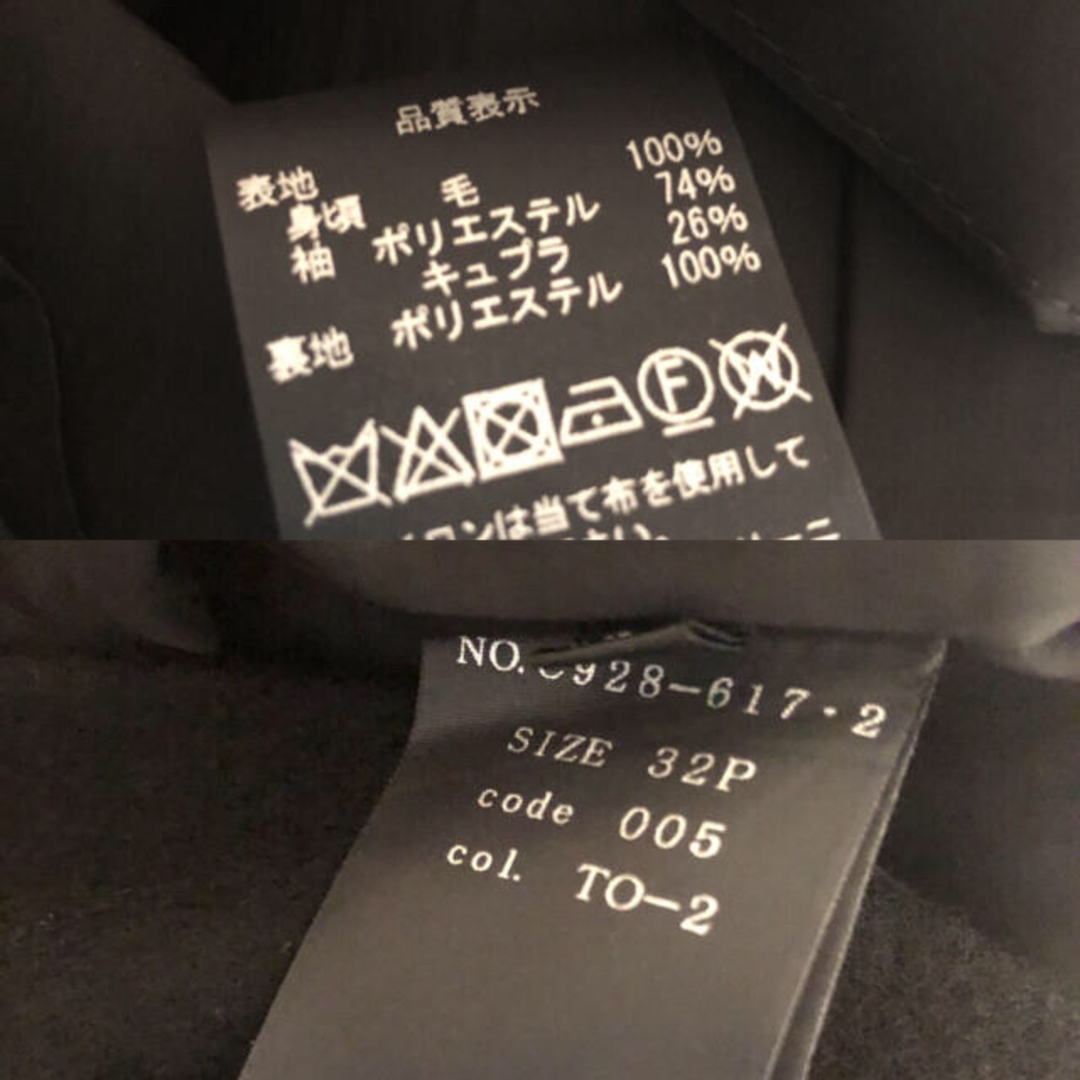 品質表示
表地
身頃 毛 100%
袖 ポリエステル 74%
キュプラ 26%
裏地 ポリエステル 100%
F W
は当て布を使用して
NO. 928-617・2
SIZE 32P
code 005
col. TO-2